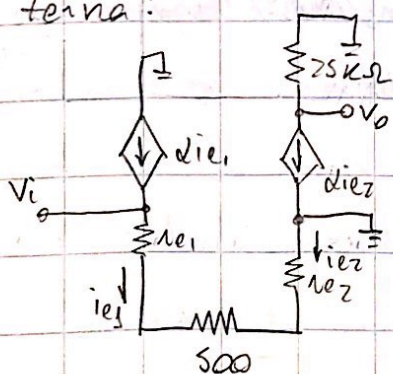 terna.
25KΩ
Vo
αie1
αie2
Vi
re1
ie2
re2
ie1
500